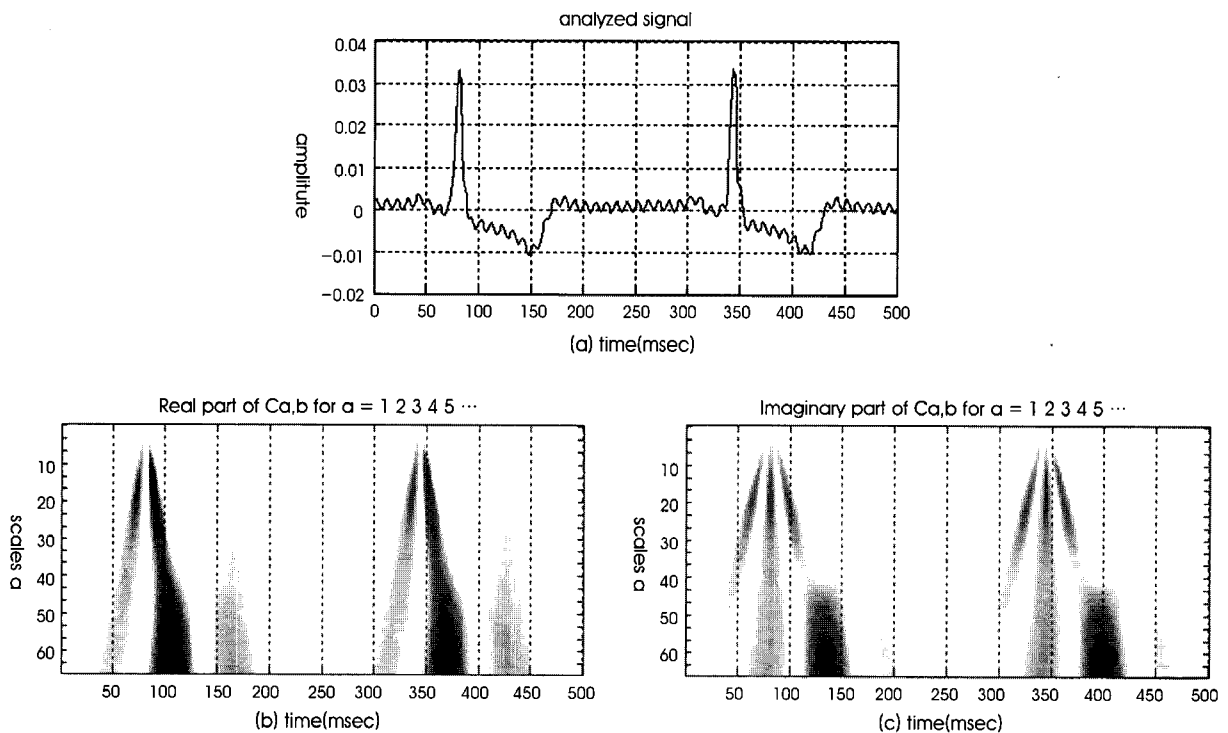 analyzed signal
0.04
0.03
0.02
0.01
0
−0.01
−0.02
amplitute
0 50 100 150 200 250 300 350 400 450 500
(a) time(msec)
Real part of Ca,b for a = 1 2 3 4 5 ···
10
20
30
40
50
60
scales a
50 100 150 200 250 300 350 400 450 500
(b) time(msec)
Imaginary part of Ca,b for a = 1 2 3 4 5 ···
10
20
30
40
50
60
scales a
50 100 150 200 250 300 350 400 450 500
(c) time(msec)